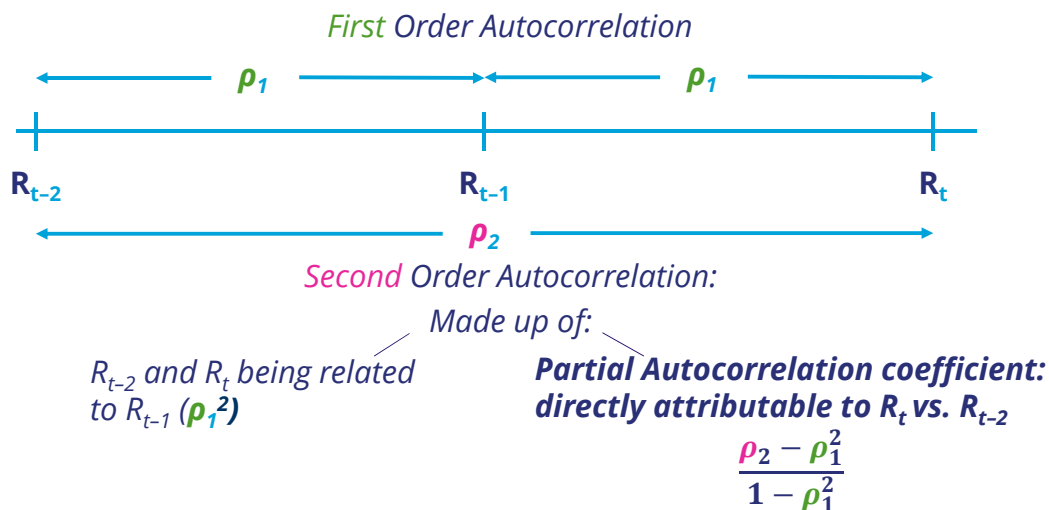 First Order Autocorrelation
ρ₁ ρ₁
Rₜ₋₂ Rₜ₋₁ Rₜ
ρ₂
Second Order Autocorrelation:
Made up of:
Rₜ₋₂ and Rₜ being related
to Rₜ₋₁ (ρ₁²)
Partial Autocorrelation coefficient:
directly attributable to Rₜ vs. Rₜ₋₂
ρ₂ − ρ₁²
1 − ρ₁²